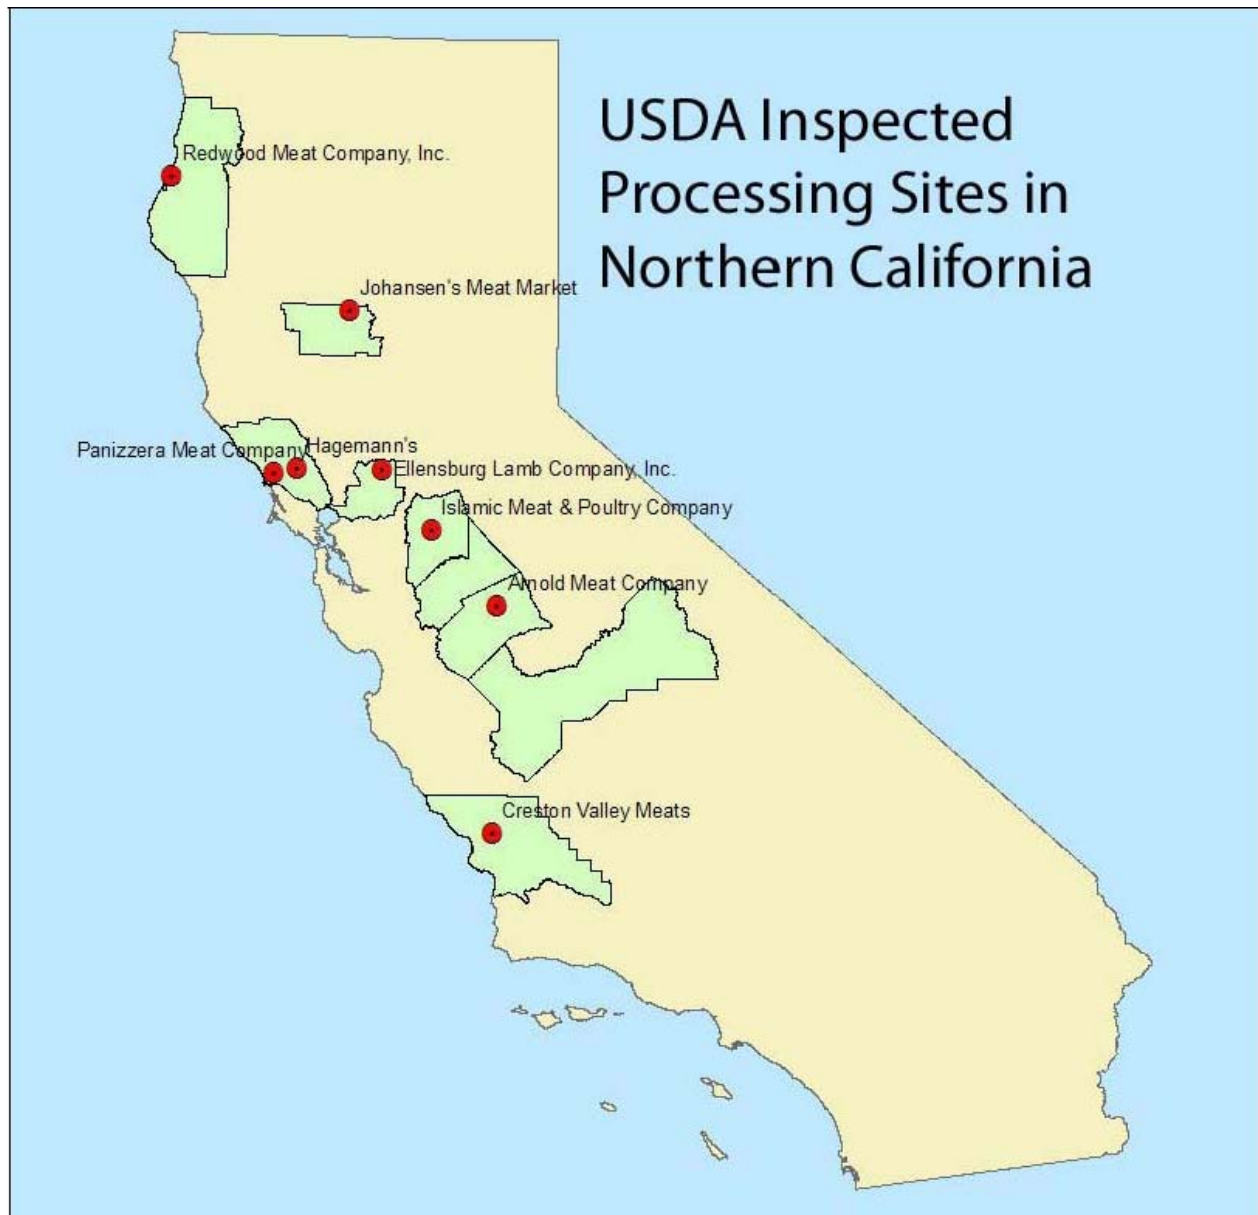 USDA Inspected
Processing Sites in
Northern California
Redwood Meat Company, Inc.
Johansen's Meat Market
Panizzera Meat Company
Hagemann's
Ellensburg Lamb Company, Inc.
Islamic Meat & Poultry Company
Arnold Meat Company
Creston Valley Meats